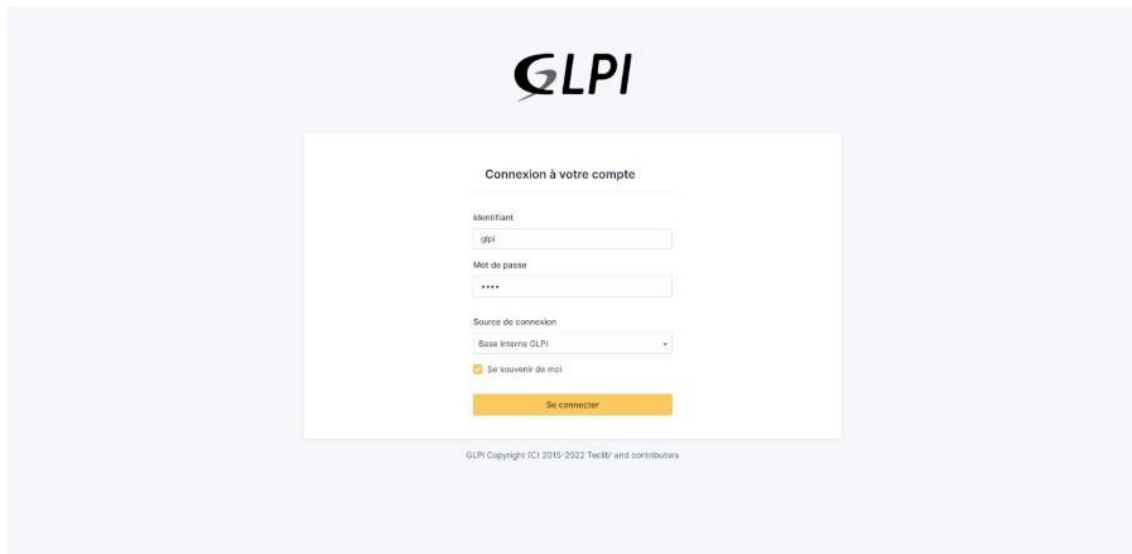 GLPI
Connexion à votre compte
Identifiant
glpi
Mot de passe
••••
Source de connexion
Base interne GLPI
Se souvenir de moi
Se connecter
GLPI Copyright (C) 2015-2022 Teclib' and contributors